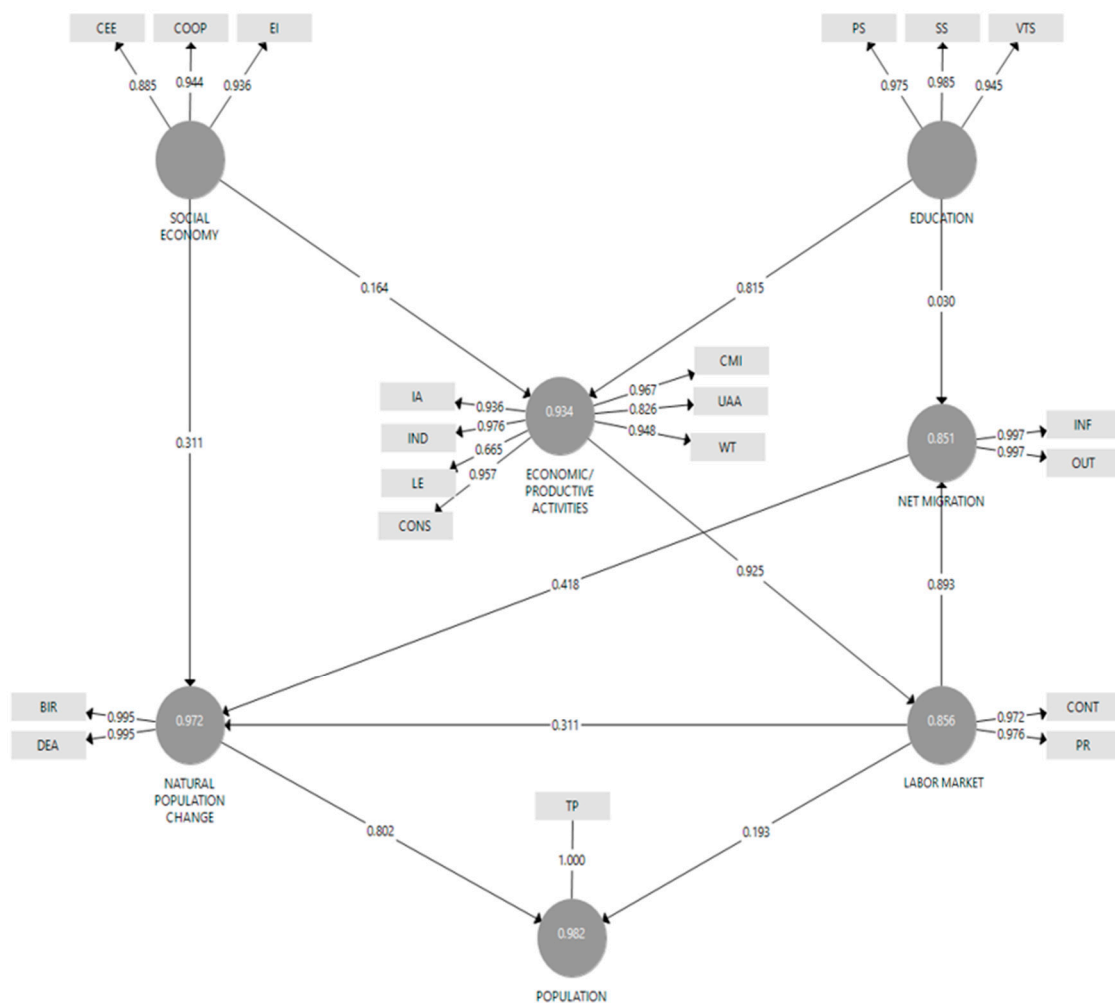 CEE COOP EI PS SS VTS
0.885 0.944 0.936 0.975 0.985 0.945
SOCIAL
ECONOMY
EDUCATION
0.164 0.815 0.030
0.311
IA 0.936
IND 0.976
LE 0.665
CONS 0.957
0.934
0.967 CMI
0.826 UAA
0.948 WT
ECONOMIC/
PRODUCTIVE
ACTIVITIES
0.851
0.997 INF
0.997 OUT
NET MIGRATION
0.418 0.925 0.893
BIR 0.995
DEA 0.995
0.972
NATURAL
POPULATION
CHANGE
0.311
0.856
0.972 CONT
0.976 PR
LABOR MARKET
0.802 0.193
TP
1.000
0.982
POPULATION